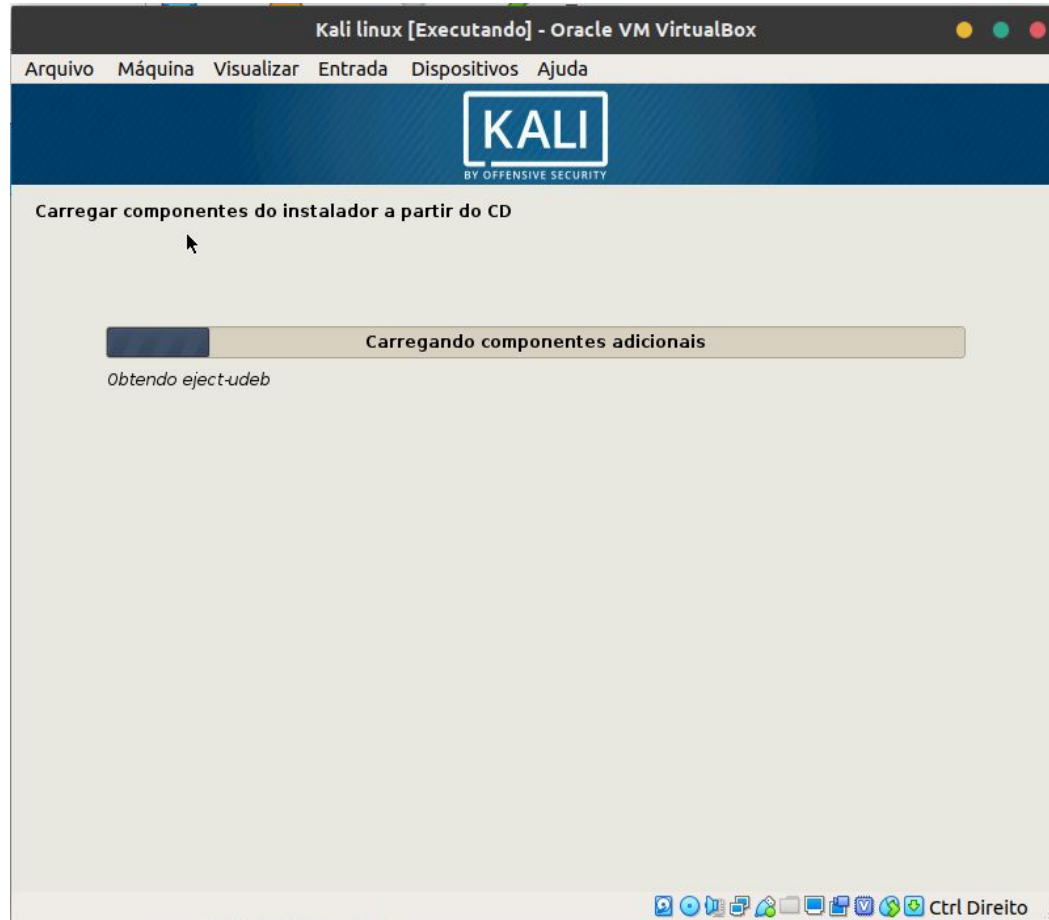 Kali linux [Executando] - Oracle VM VirtualBox
Arquivo Máquina Visualizar Entrada Dispositivos Ajuda
KALI
BY OFFENSIVE SECURITY
Carregar componentes do instalador a partir do CD
Carregando componentes adicionais
Obtendo eject-udeb
Ctrl Direito